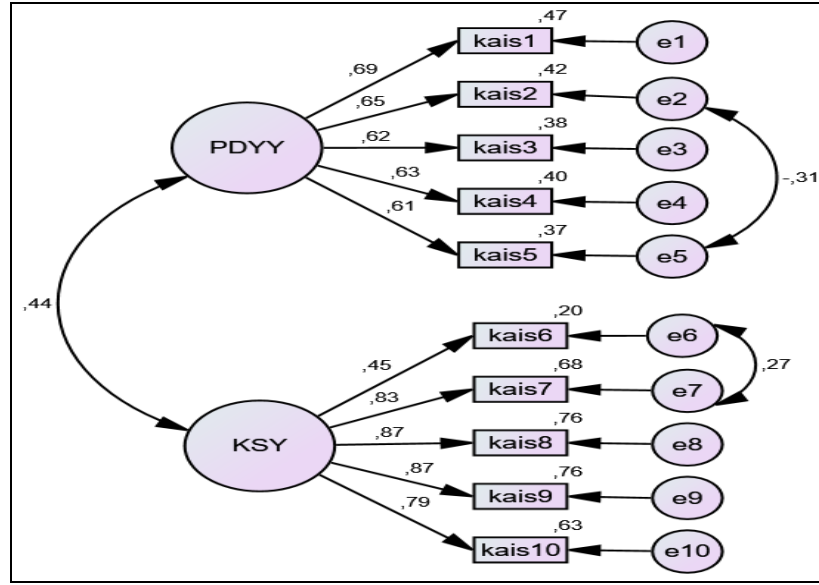 ,47
kais1
e1
,69
,42
kais2
e2
,65
,38
PDYY
,62
kais3
e3
-,31
,63
,40
kais4
e4
,61
,37
kais5
e5
,44
,20
kais6
e6
,45
,27
,68
kais7
e7
,83
,76
,87
kais8
e8
KSY
,76
,87
kais9
e9
,79
,63
kais10
e10